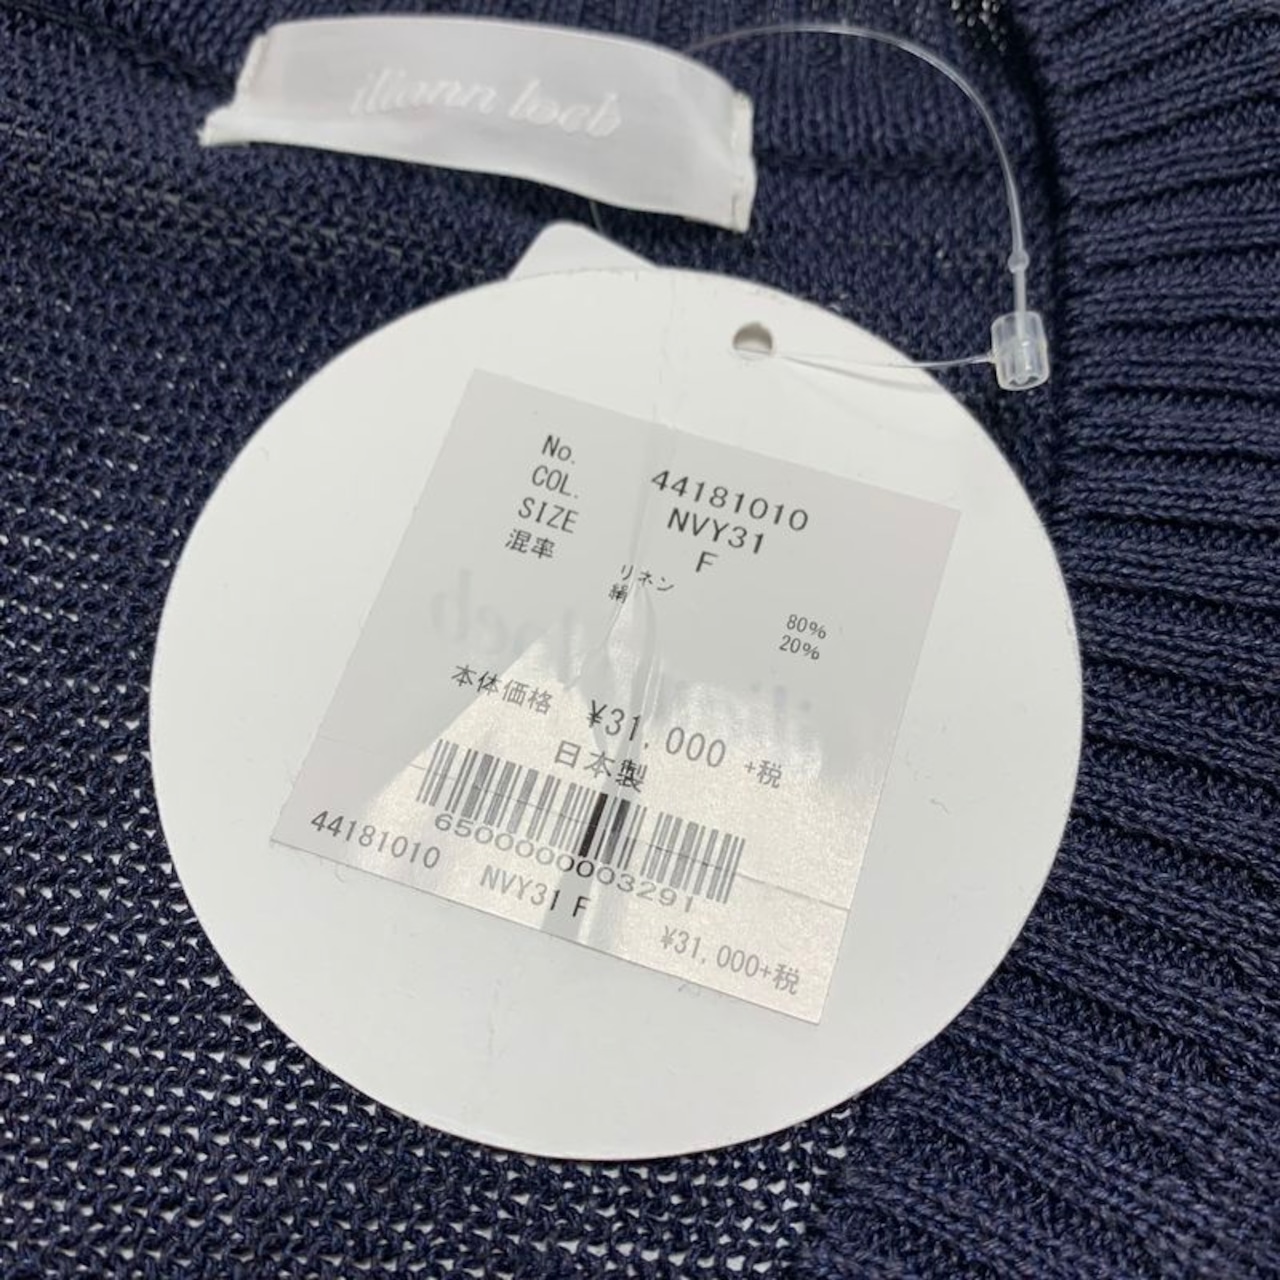 iliann loeb
No. 44181010
COL. NVY31
SIZE F
混率
リネン 80%
絹 20%
本体価格 ¥31,000 +税
日本製
6500000003291
44181010 NVY31 F
¥31,000+税